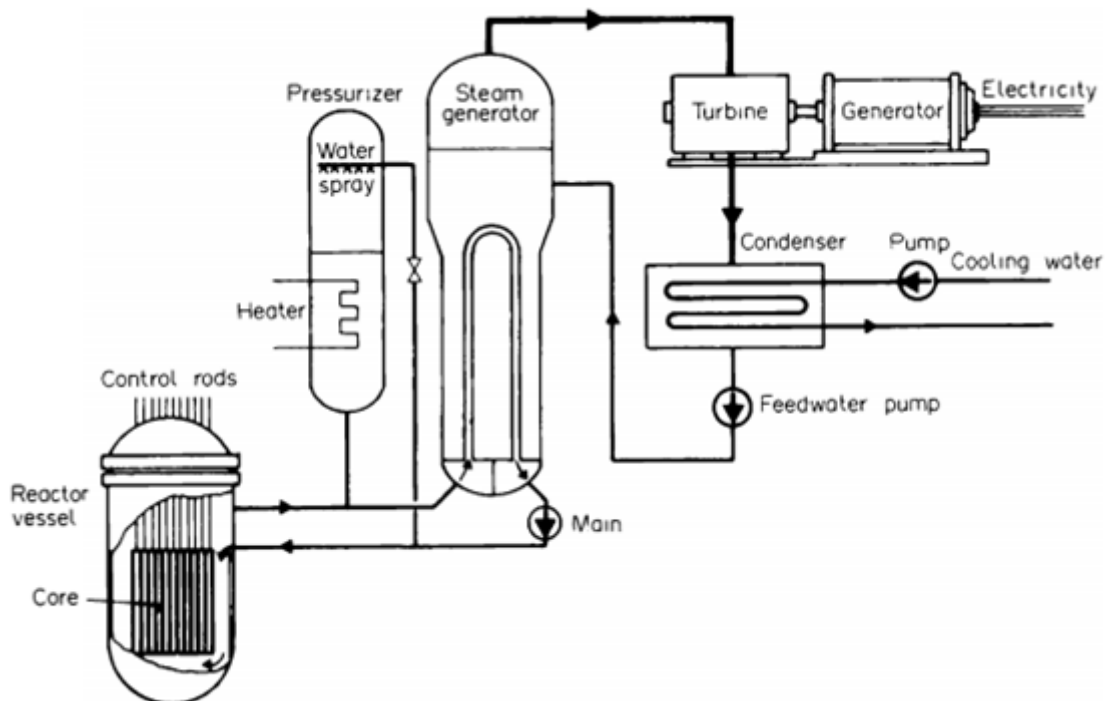 Pressurizer
Water
spray
Heater
Steam
generator
Turbine
Generator
Electricity
Condenser
Pump
Cooling water
Feedwater pump
Control rods
Reactor
vessel
Core
Main